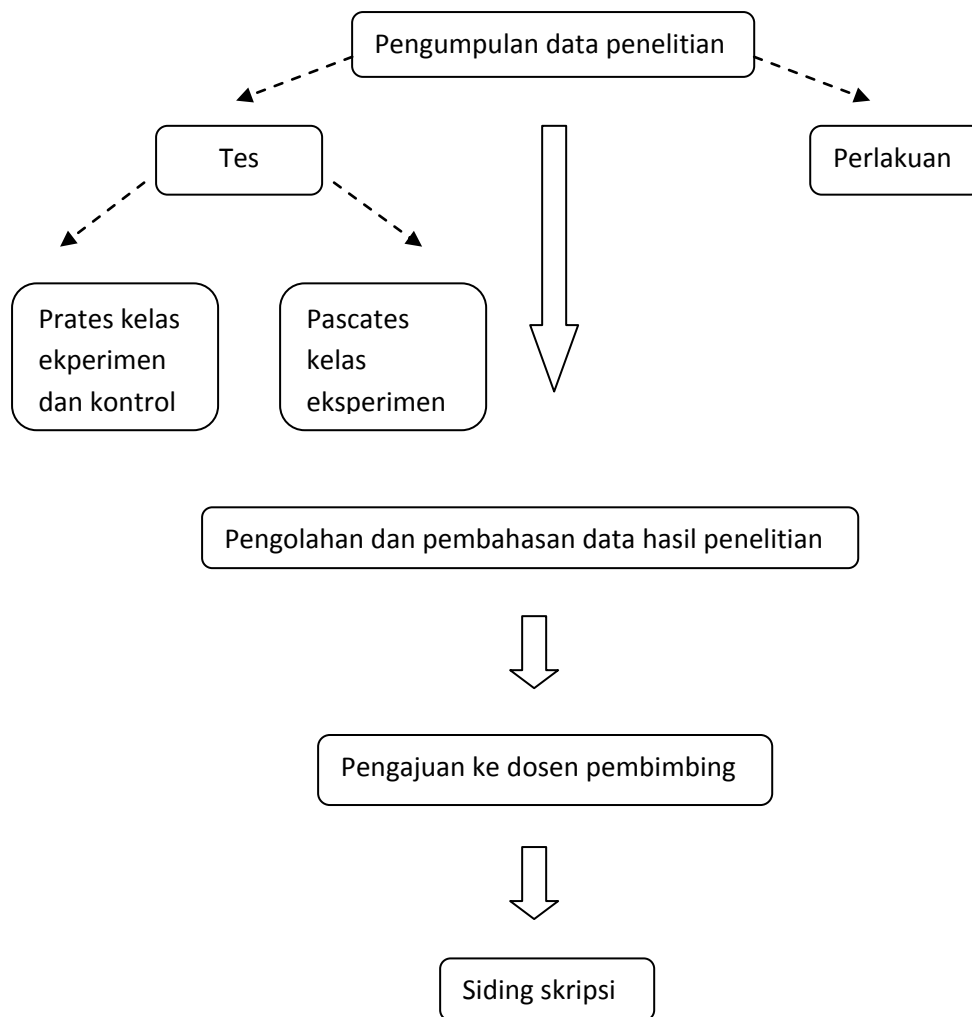 Pengumpulan data penelitian
Tes
Perlakuan
Prates kelas
ekperimen
dan kontrol
Pascates
kelas
eksperimen
Pengolahan dan pembahasan data hasil penelitian
Pengajuan ke dosen pembimbing
Siding skripsi